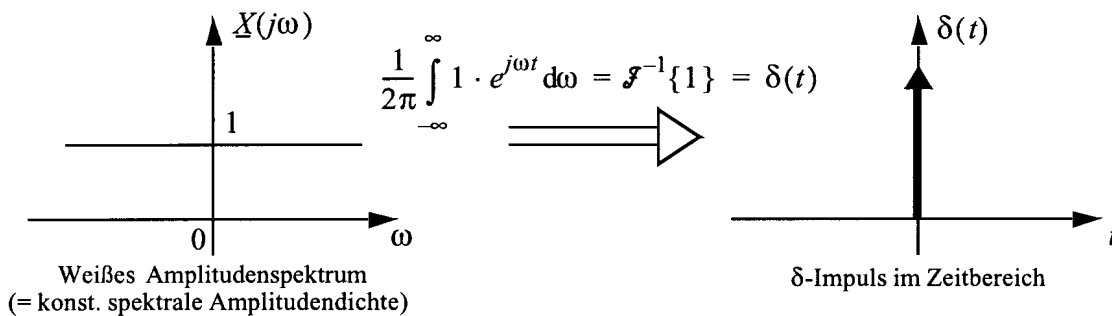 X(jω)
1
0
ω
Weißes Amplitudenspektrum
(= konst. spektrale Amplitudendichte)
∞
1/2π ∫ 1 · e^{jωt} dω = ℱ^{-1}{1} = δ(t)
-∞
δ(t)
t
δ-Impuls im Zeitbereich